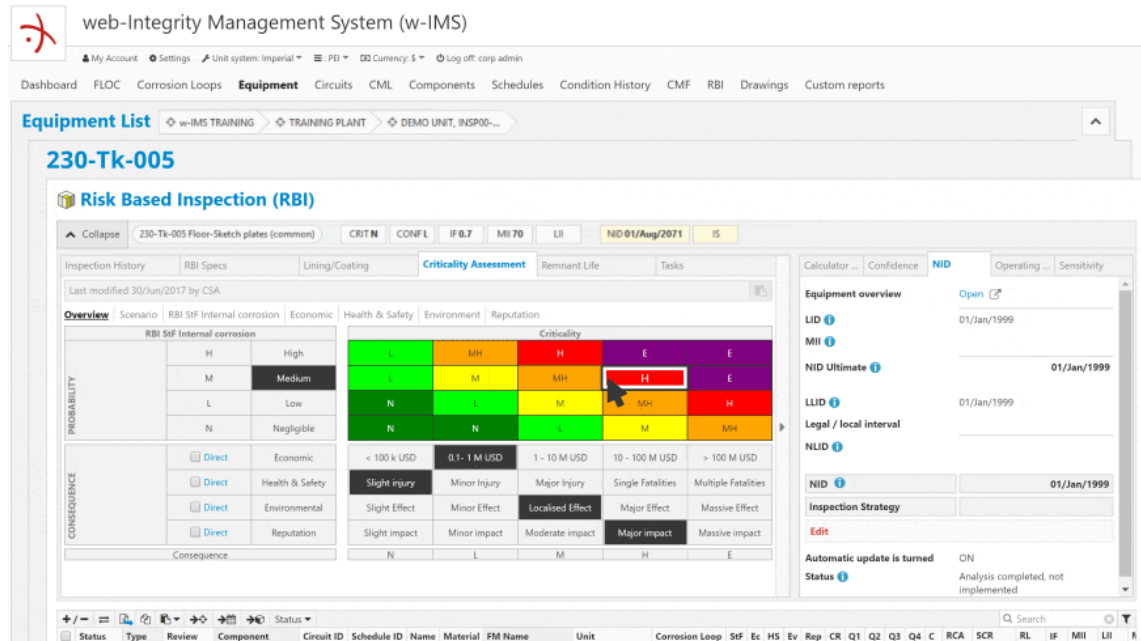 web-Integrity Management System (w-IMS)
My Account Settings Unit system: Imperial : PEI Currency: $ Log off: corp admin
Dashboard FLOC Corrosion Loops Equipment Circuits CML Components Schedules Condition History CMF RBI Drawings Custom reports
Equipment List w-IMS TRAINING TRAINING PLANT DEMO UNIT, INSP00-...
230-Tk-005
Risk Based Inspection (RBI)
Collapse 230-Tk-005 Floor-Sketch plates (common) CRIT N CONF L IF 0.7 MII 70 LII NID 01/Aug/2071 IS
Inspection History RBI Specs Lining/Coating Criticality Assessment Remnant Life Tasks
Last modified 30/Jun/2017 by CSA
Overview Scenario RBI StF Internal corrosion Economic Health & Safety Environment Reputation
RBI StF Internal corrosion Criticality
PROBABILITY
H High L MH H E E
M Medium L M MH H E
L Low N L M MH H
N Negligible N N L M MH
CONSEQUENCE
Direct Economic < 100 k USD 0.1- 1 M USD 1 - 10 M USD 10 - 100 M USD > 100 M USD
Direct Health & Safety Slight injury Minor Injury Major Injury Single Fatalities Multiple Fatalities
Direct Environmental Slight Effect Minor Effect Localised Effect Major Effect Massive Effect
Direct Reputation Slight impact Minor impact Moderate impact Major impact Massive impact
Consequence N L M H E
Calculator ... Confidence NID Operating ... Sensitivity
Equipment overview Open
LID 01/Jan/1999
MII
NID Ultimate 01/Jan/1999
LLID 01/Jan/1999
Legal / local interval
NLID
NID 01/Jan/1999
Inspection Strategy
Edit
Automatic update is turned ON
Status Analysis completed, not
implemented
+/- Status Search
Status Type Review Component Circuit ID Schedule ID Name Material FM Name Unit Corrosion Loop StF Ec HS Ev Rep CR Q1 Q2 Q3 Q4 C RCA SCR RL IF MII LII